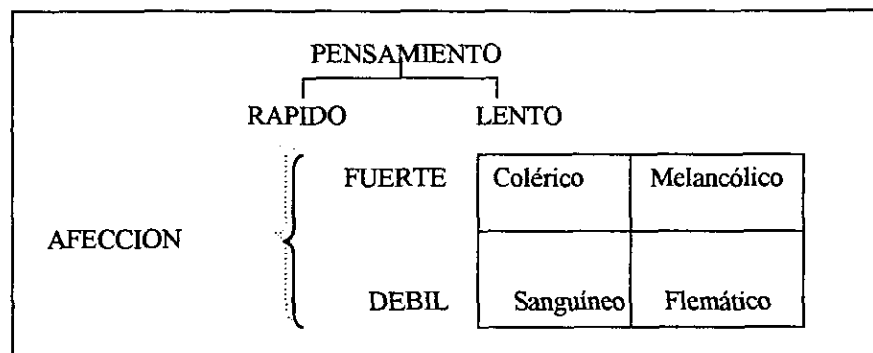 PENSAMIENTO
RAPIDO LENTO
FUERTE Colérico Melancólico
AFECCION
DEBIL Sanguíneo Flemático